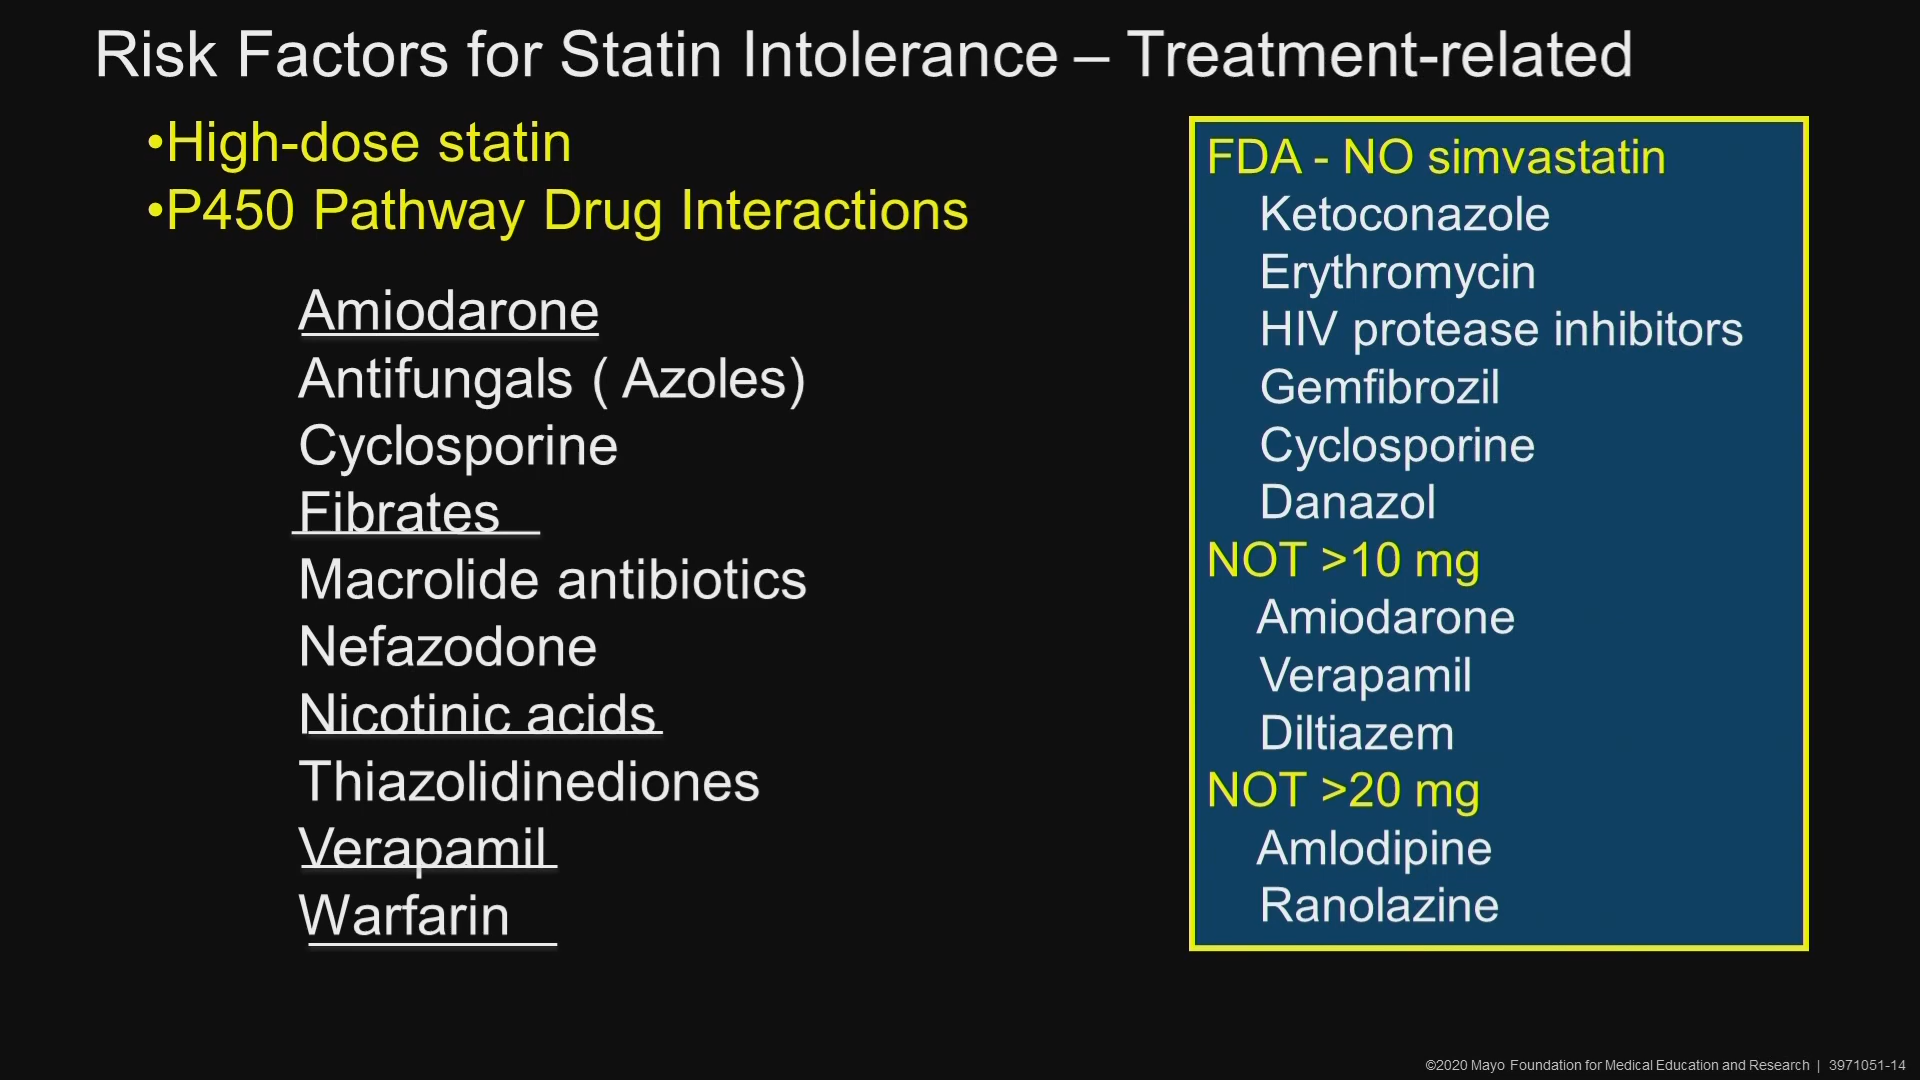 Risk Factors for Statin Intolerance – Treatment-related
•High-dose statin
•P450 Pathway Drug Interactions
Amiodarone
Antifungals ( Azoles)
Cyclosporine
Fibrates
Macrolide antibiotics
Nefazodone
Nicotinic acids
Thiazolidinediones
Verapamil
Warfarin
FDA - NO simvastatin
Ketoconazole
Erythromycin
HIV protease inhibitors
Gemfibrozil
Cyclosporine
Danazol
NOT >10 mg
Amiodarone
Verapamil
Diltiazem
NOT >20 mg
Amlodipine
Ranolazine
©2020 Mayo Foundation for Medical Education and Research | 3971051-14